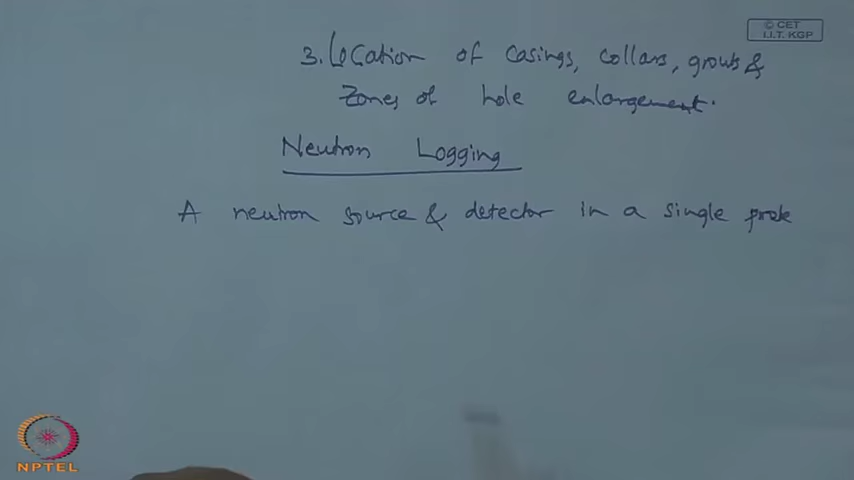 © CET
I.I.T. KGP
3. Location of casings, collars, grouts &
Zones of hole enlargement.
Neutron Logging
A neutron source & detector in a single probe
NPTEL